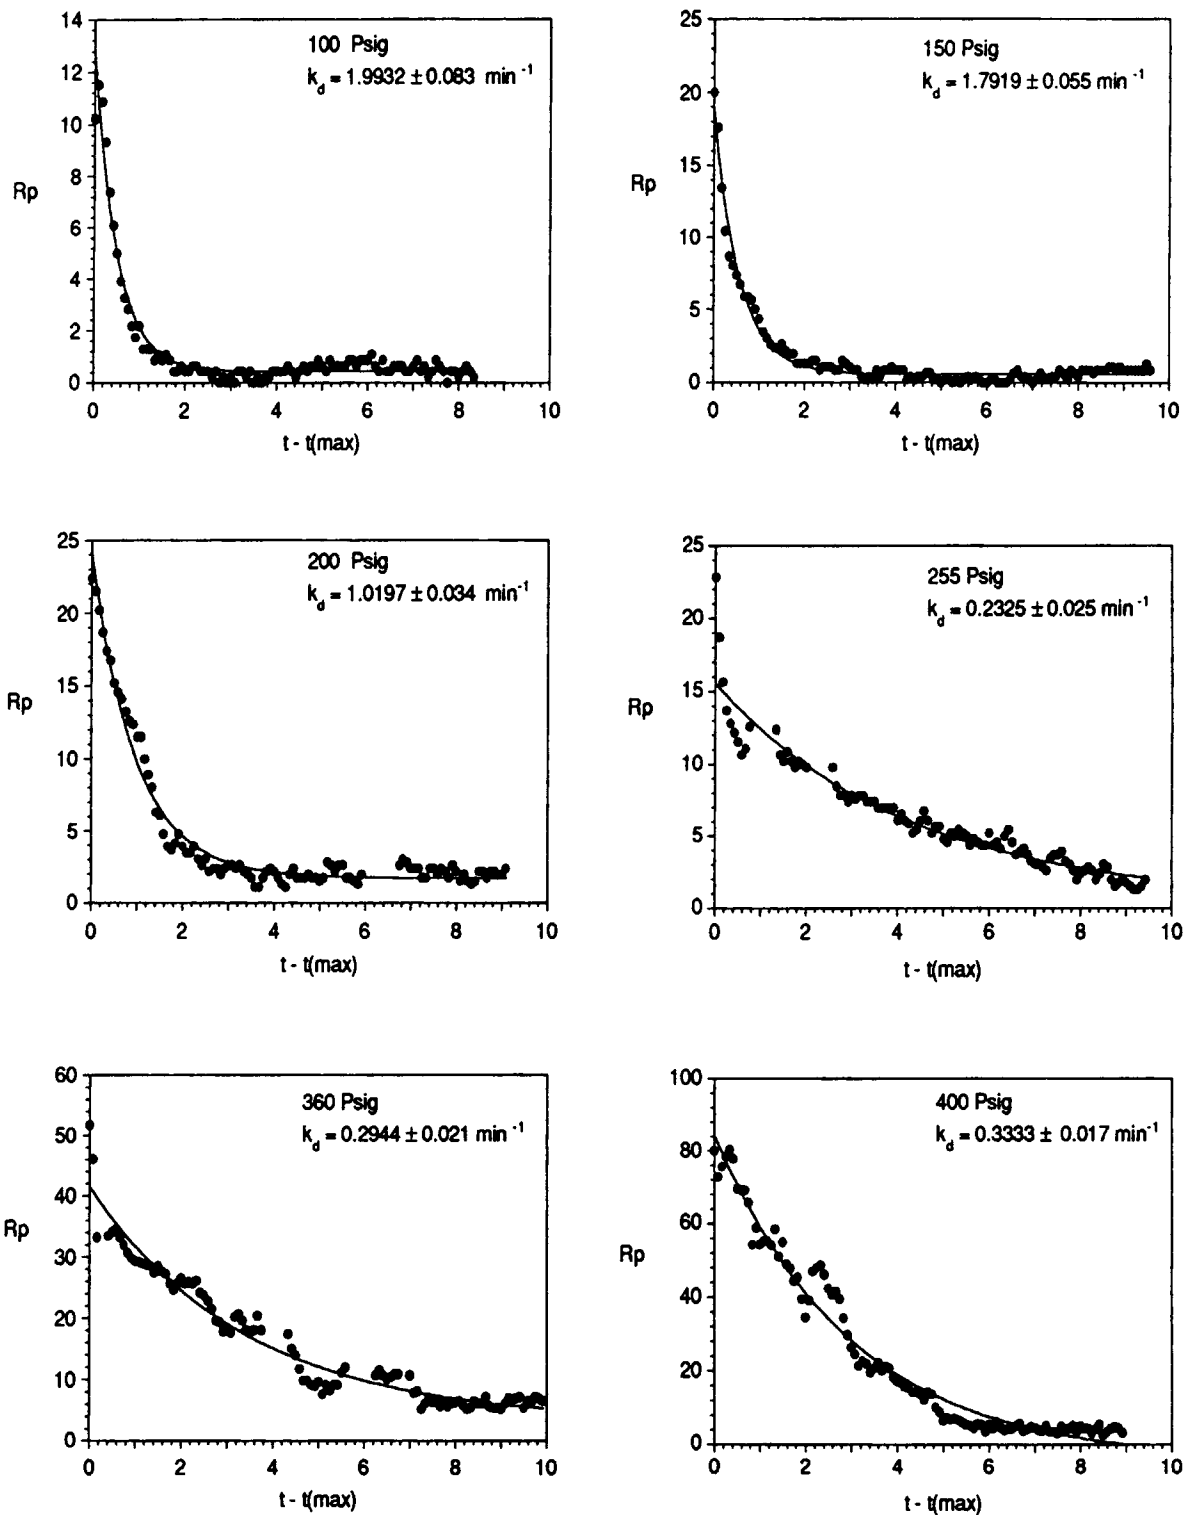 14
12
10
8
6
4
2
0
Rp
100 Psig
k_d = 1.9932 ± 0.083 min⁻¹
0 2 4 6 8 10
t - t(max)
25
20
15
10
5
0
Rp
150 Psig
k_d = 1.7919 ± 0.055 min⁻¹
0 2 4 6 8 10
t - t(max)
25
20
15
10
5
0
Rp
200 Psig
k_d = 1.0197 ± 0.034 min⁻¹
0 2 4 6 8 10
t - t(max)
25
20
15
10
5
0
Rp
255 Psig
k_d = 0.2325 ± 0.025 min⁻¹
0 2 4 6 8 10
t - t(max)
60
50
40
30
20
10
0
Rp
360 Psig
k_d = 0.2944 ± 0.021 min⁻¹
0 2 4 6 8 10
t - t(max)
100
80
60
40
20
0
Rp
400 Psig
k_d = 0.3333 ± 0.017 min⁻¹
0 2 4 6 8 10
t - t(max)